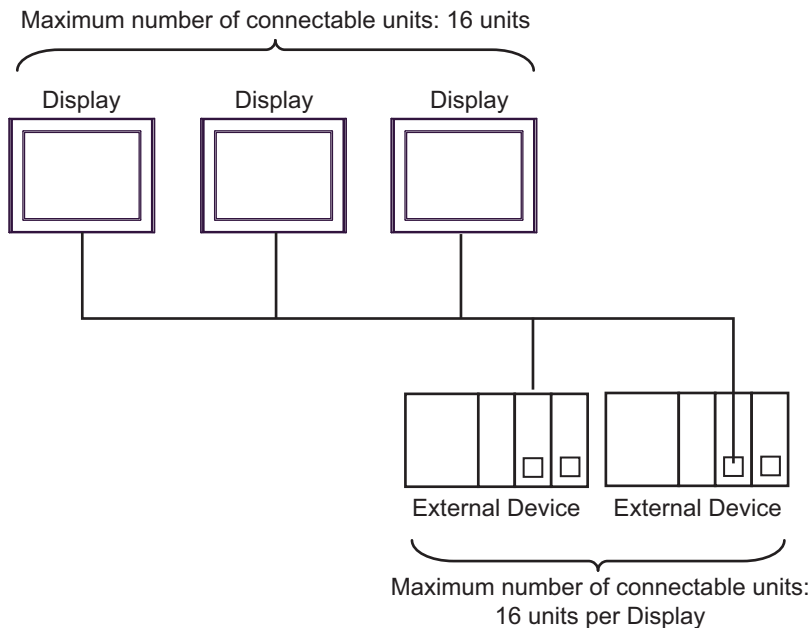 Maximum number of connectable units: 16 units
Display
Display
Display
External Device
External Device
Maximum number of connectable units:
16 units per Display